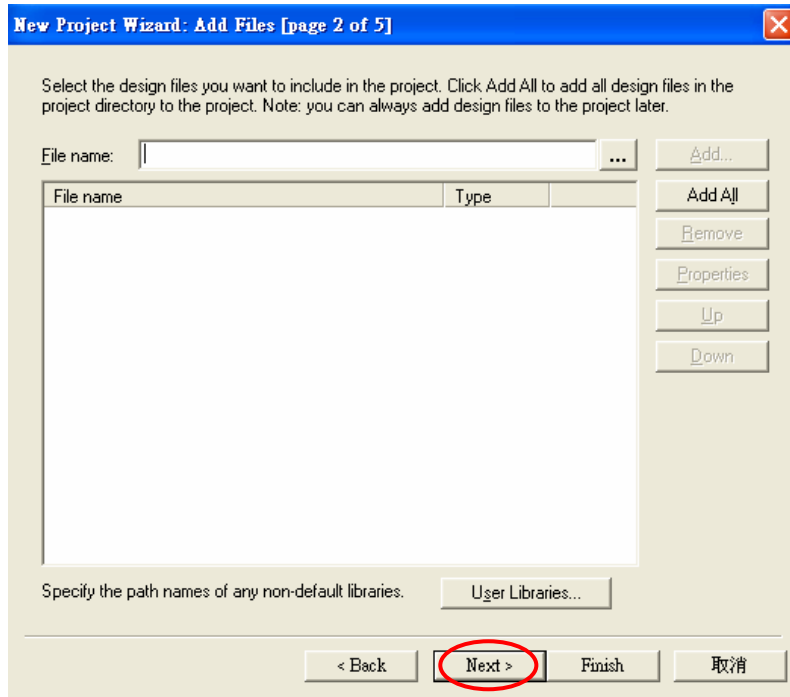 New Project Wizard: Add Files [page 2 of 5]
Select the design files you want to include in the project. Click Add All to add all design files in the
project directory to the project. Note: you can always add design files to the project later.
File name: ... Add...
File name Type Add All
Remove
Properties
Up
Down
Specify the path names of any non-default libraries. User Libraries...
< Back Next > Finish 取消